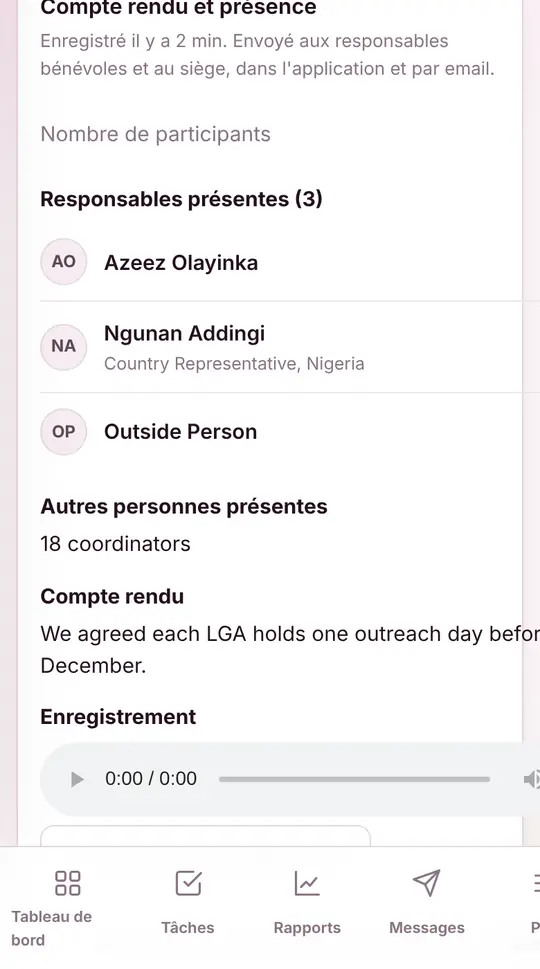 Compte rendu et présence
Enregistré il y a 2 min. Envoyé aux responsables
bénévoles et au siège, dans l'application et par email.
Nombre de participants
Responsables présentes (3)
AO Azeez Olayinka
NA Ngunan Addingi
Country Representative, Nigeria
OP Outside Person
Autres personnes présentes
18 coordinators
Compte rendu
We agreed each LGA holds one outreach day befor
December.
Enregistrement
0:00 / 0:00
Tableau de
bord
Tâches
Rapports
Messages
P